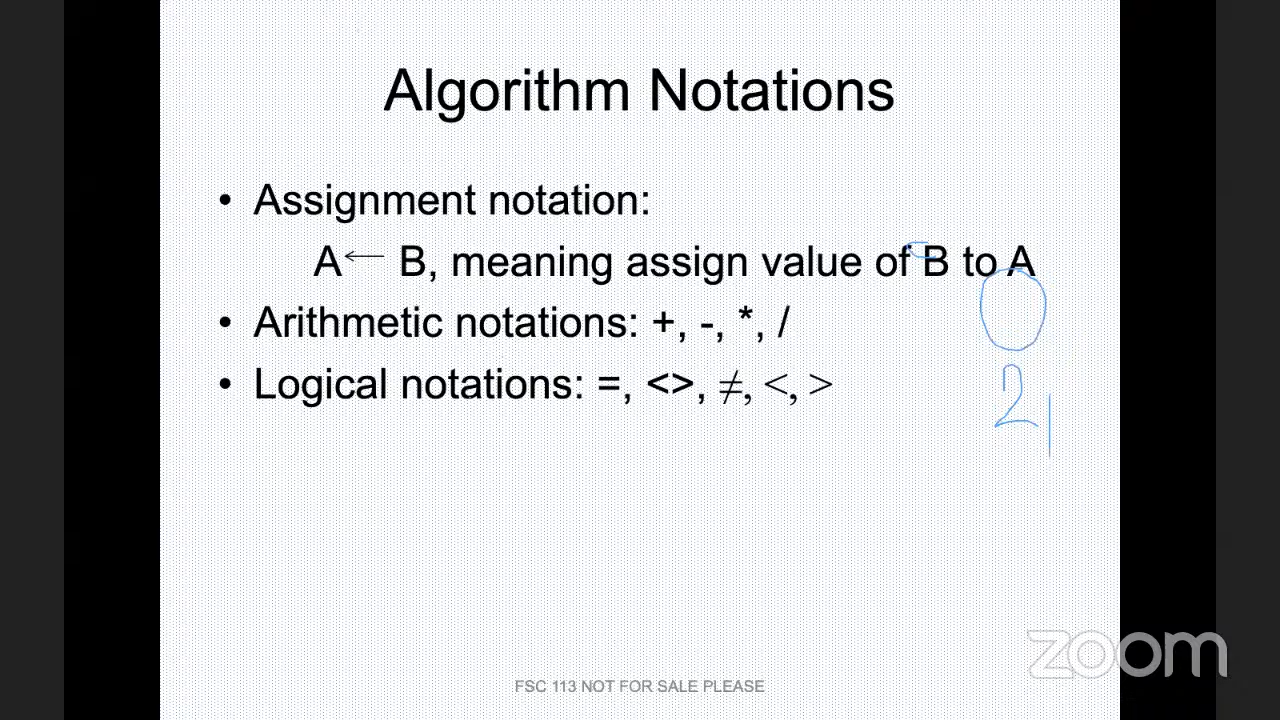 Algorithm Notations
• Assignment notation:
A← B, meaning assign value of B to A
• Arithmetic notations: +, -, *, /
• Logical notations: =, <>, ≠, <, >
2
zoom
FSC 113 NOT FOR SALE PLEASE